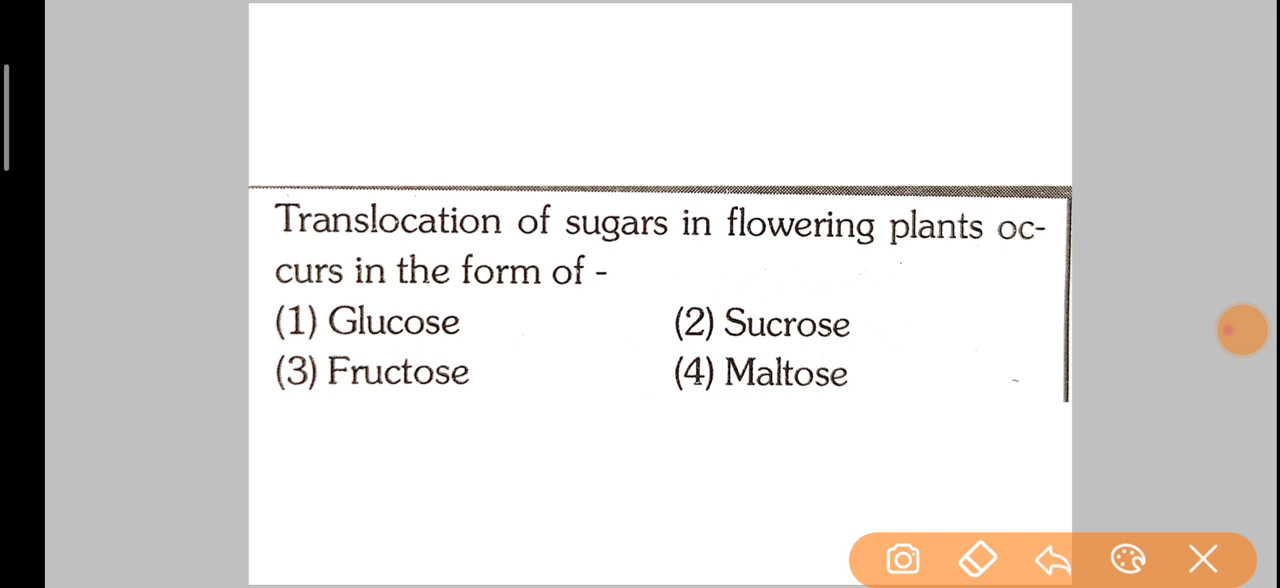 Translocation of sugars in flowering plants oc-
curs in the form of -
(1) Glucose (2) Sucrose
(3) Fructose (4) Maltose